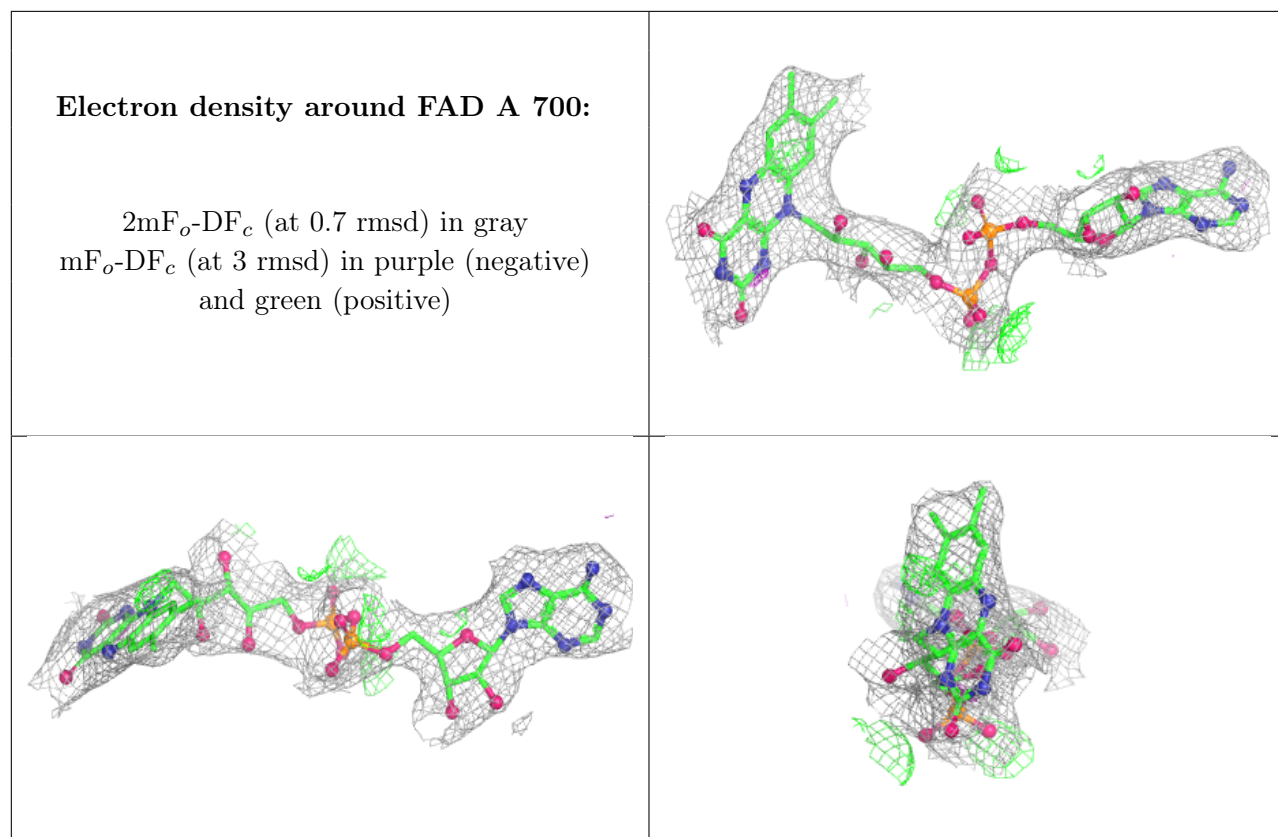 Electron density around FAD A 700:
2mFo-DFc (at 0.7 rmsd) in gray
mFo-DFc (at 3 rmsd) in purple (negative)
and green (positive)